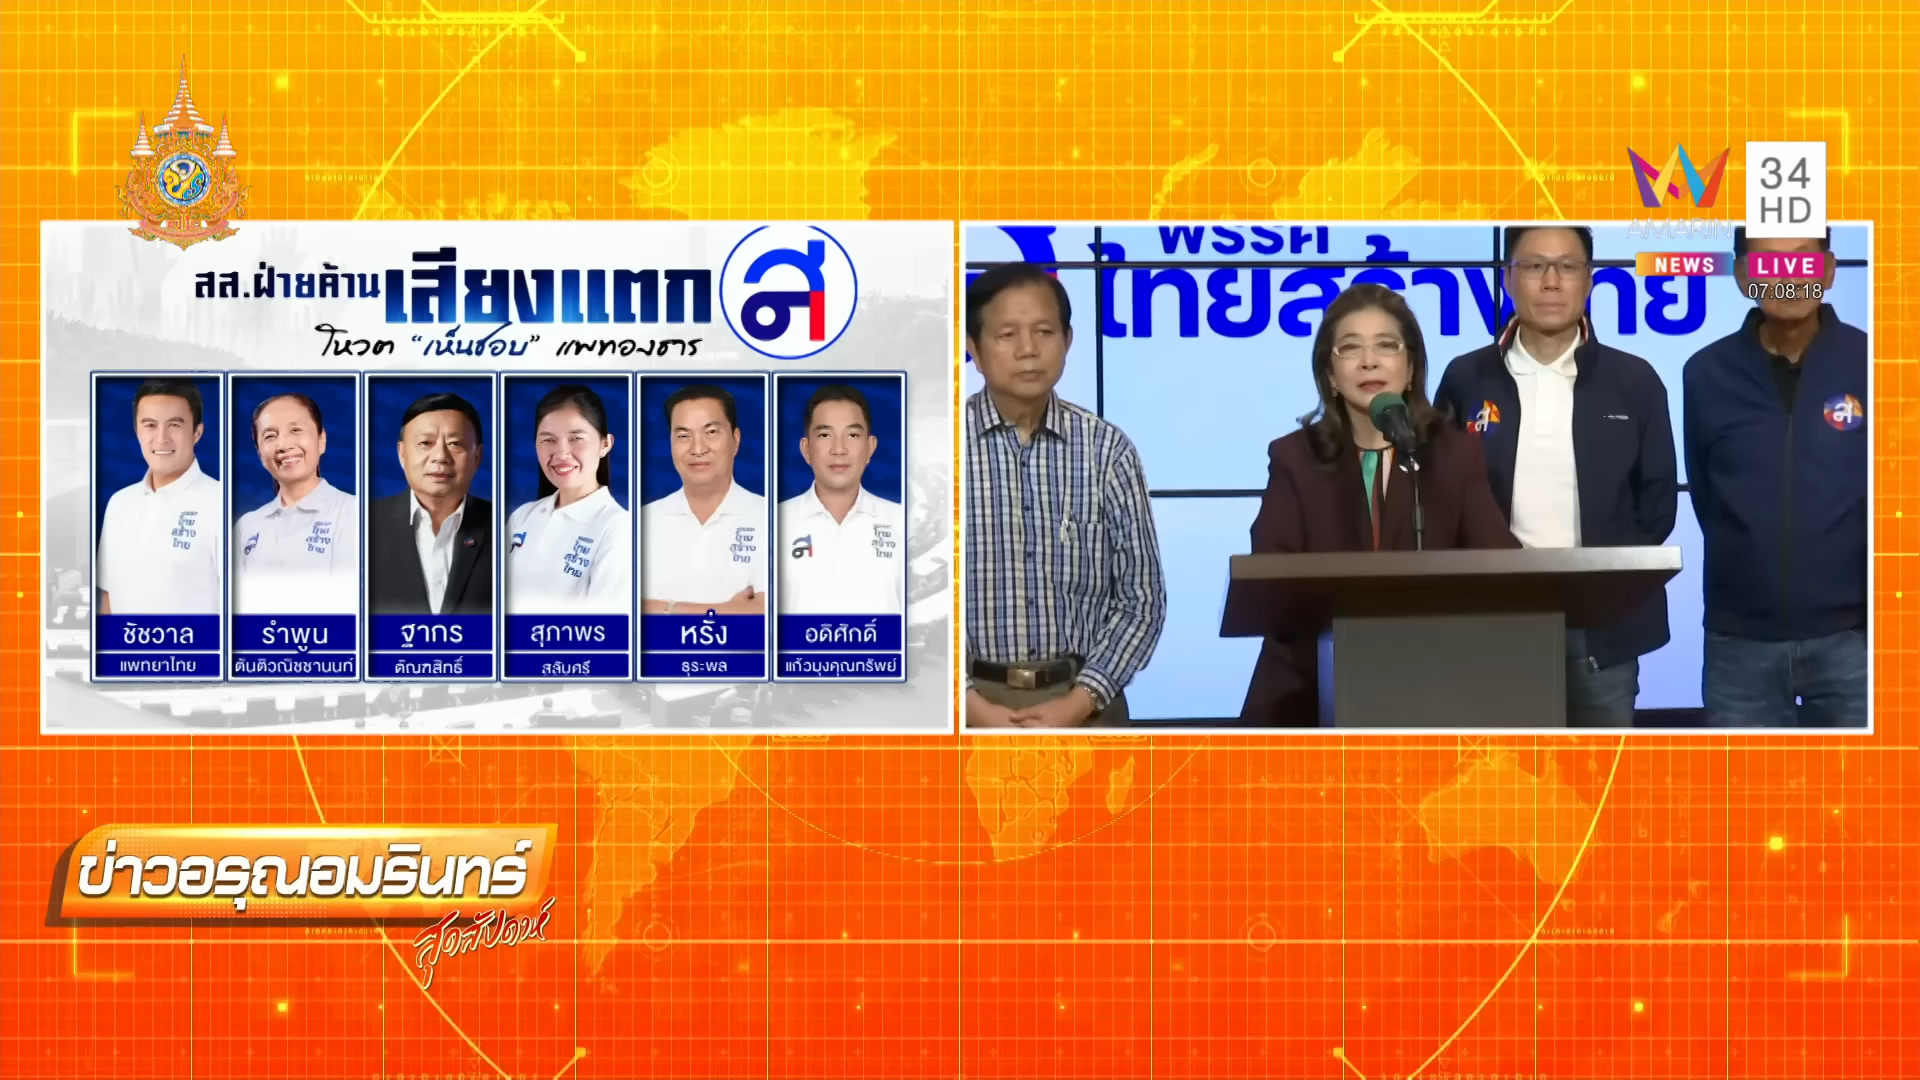 สส.ฝ่ายค้านเสียงแตก
โหวต "เห็นชอบ" แพทองธาร
ชัชวาล
แพทยาไทย
รำพูน
ตันติวณิชชานนท์
ฐากร
ตัณฑสิทธิ์
สุภาพร
สลับศรี
หรั่ง
ธุระพล
อดิศักดิ์
แก้วมุงคุณทรัพย์
พรรค
ไทยสร้างไทย
AMARIN
34
HD
NEWS
LIVE
07:08:18
ข่าวอรุณอมรินทร์
สุดสัปดาห์